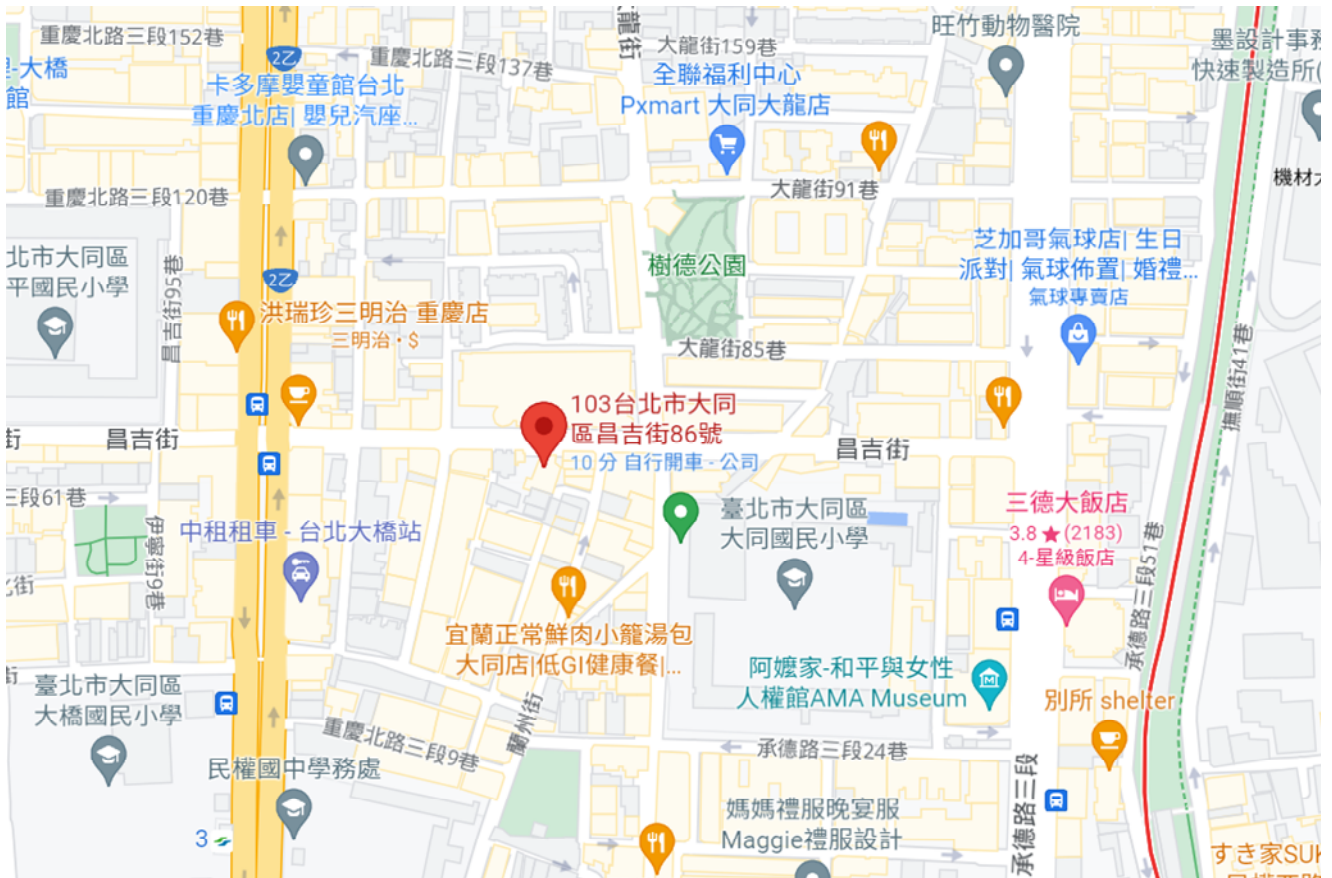 重慶北路三段152巷
2乙
重慶北路三段137巷
大龍街
大龍街159巷
旺竹動物醫院
墨設計事務
快速製造所(
大橋
館
卡多摩嬰童館台北
重慶北店| 嬰兒汽座...
全聯福利中心
Pxmart 大同大龍店
機材
重慶北路三段120巷
大龍街91巷
北市大同區
平國民小學
昌吉街95巷
2乙
樹德公園
芝加哥氣球店| 生日
派對| 氣球佈置| 婚禮...
氣球專賣店
洪瑞珍三明治 重慶店
三明治・$
大龍街85巷
撫順街41巷
103台北市大同
區昌吉街86號
10 分 自行開車 - 公司
街
昌吉街
昌吉街
三段61巷
伊寧街9巷
中租租車 - 台北大橋站
臺北市大同區
大同國民小學
三德大飯店
3.8 ★ (2183)
4-星級飯店
承德路三段51巷
街
宜蘭正常鮮肉小籠湯包
大同店|低GI健康餐|...
阿嬤家-和平與女性
人權館AMA Museum
街
臺北市大同區
大橋國民小學
別所 shelter
重慶北路三段9巷
蘭州街
承德路三段24巷
承德路三段
民權國中學務處
3
媽媽禮服晚宴服
Maggie禮服設計
すき家SUK